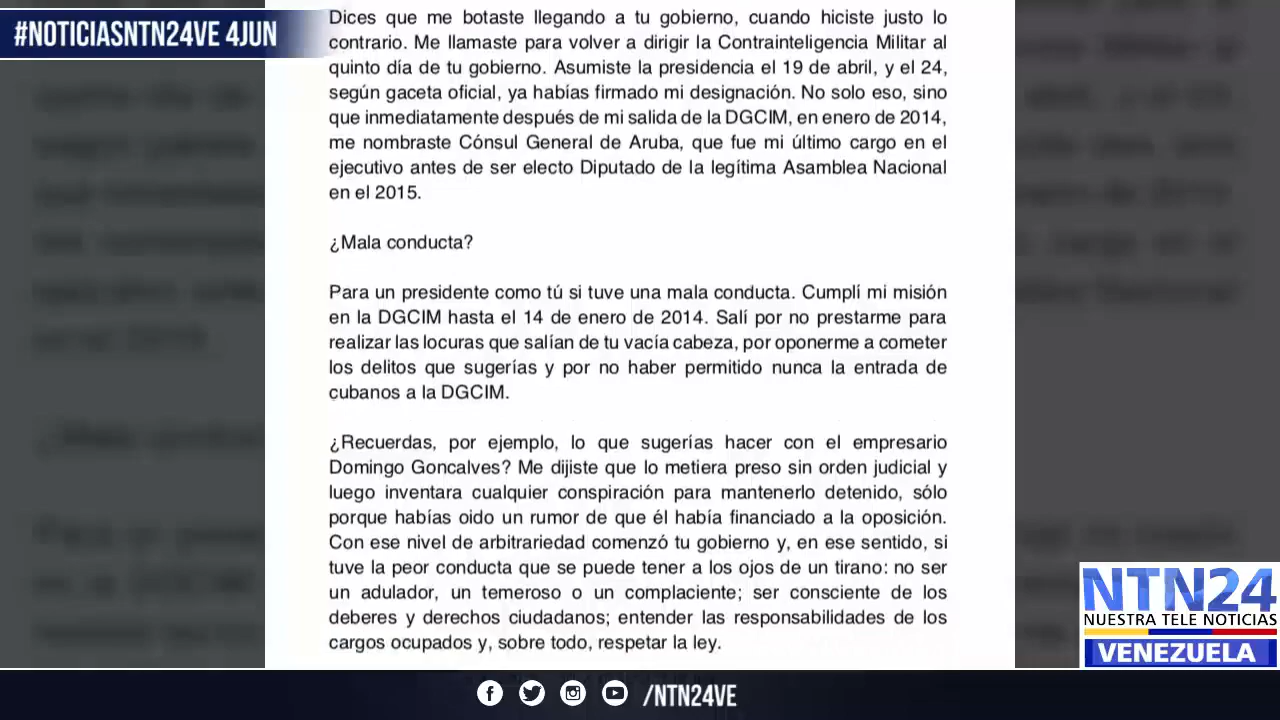 #NOTICIASNTN24VE 4JUN
Dices que me botaste llegando a tu gobierno, cuando hiciste justo lo
contrario. Me llamaste para volver a dirigir la Contrainteligencia Militar al
quinto día de tu gobierno. Asumiste la presidencia el 19 de abril, y el 24,
según gaceta oficial, ya habías firmado mi designación. No solo eso, sino
que inmediatamente después de mi salida de la DGCIM, en enero de 2014,
me nombraste Cónsul General de Aruba, que fue mi último cargo en el
ejecutivo antes de ser electo Diputado de la legítima Asamblea Nacional
en el 2015.
¿Mala conducta?
Para un presidente como tú si tuve una mala conducta. Cumplí mi misión
en la DGCIM hasta el 14 de enero de 2014. Salí por no prestarme para
realizar las locuras que salían de tu vacía cabeza, por oponerme a cometer
los delitos que sugerías y por no haber permitido nunca la entrada de
cubanos a la DGCIM.
¿Recuerdas, por ejemplo, lo que sugerías hacer con el empresario
Domingo Goncalves? Me dijiste que lo metiera preso sin orden judicial y
luego inventara cualquier conspiración para mantenerlo detenido, sólo
porque habías oido un rumor de que él había financiado a la oposición.
Con ese nivel de arbitrariedad comenzó tu gobierno y, en ese sentido, si
tuve la peor conducta que se puede tener a los ojos de un tirano: no ser
un adulador, un temeroso o un complaciente; ser consciente de los
deberes y derechos ciudadanos; entender las responsabilidades de los
cargos ocupados y, sobre todo, respetar la ley.
NTN24
NUESTRA TELE NOTICIAS
VENEZUELA
/NTN24VE